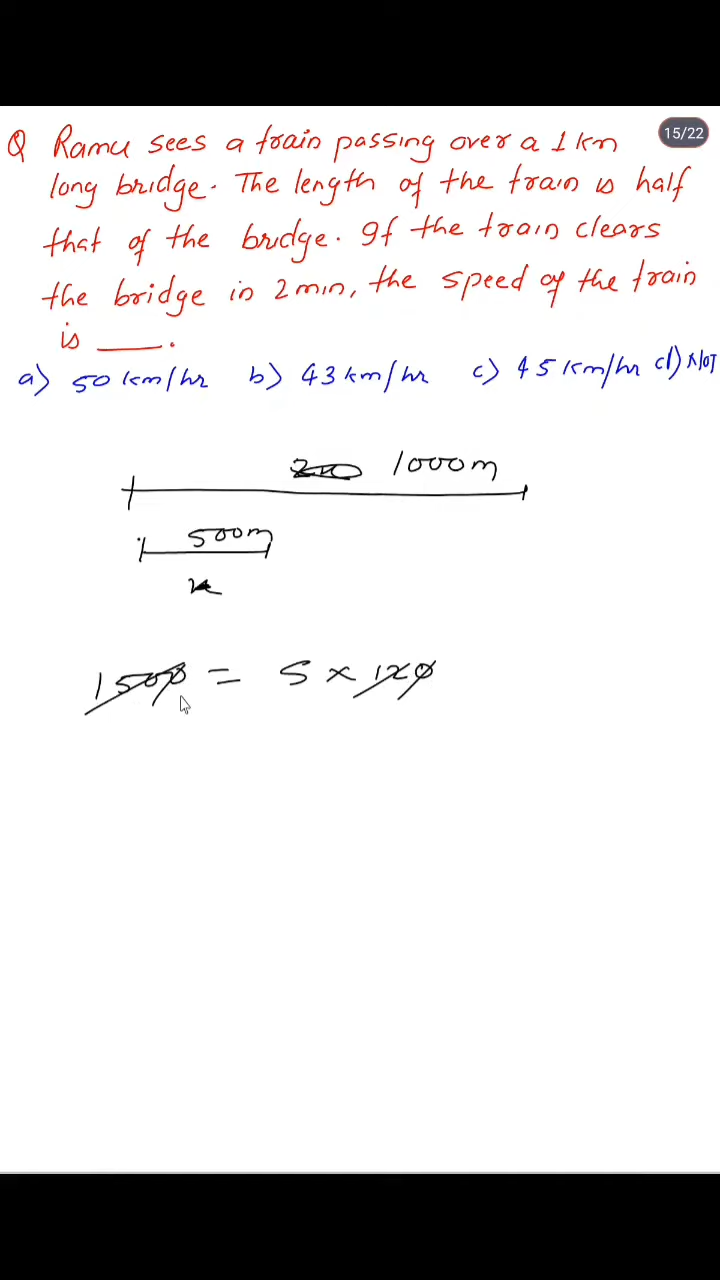 15/22
Q Ramu sees a train passing over a 1 km
long bridge. The length of the train is half
that of the bridge. If the train clears
the bridge in 2 min, the speed of the train
is ____.
a) 50 km/hr b) 43 km/hr c) 45 km/hr d) NOT
1000m
500m
x
1500 = S × 120